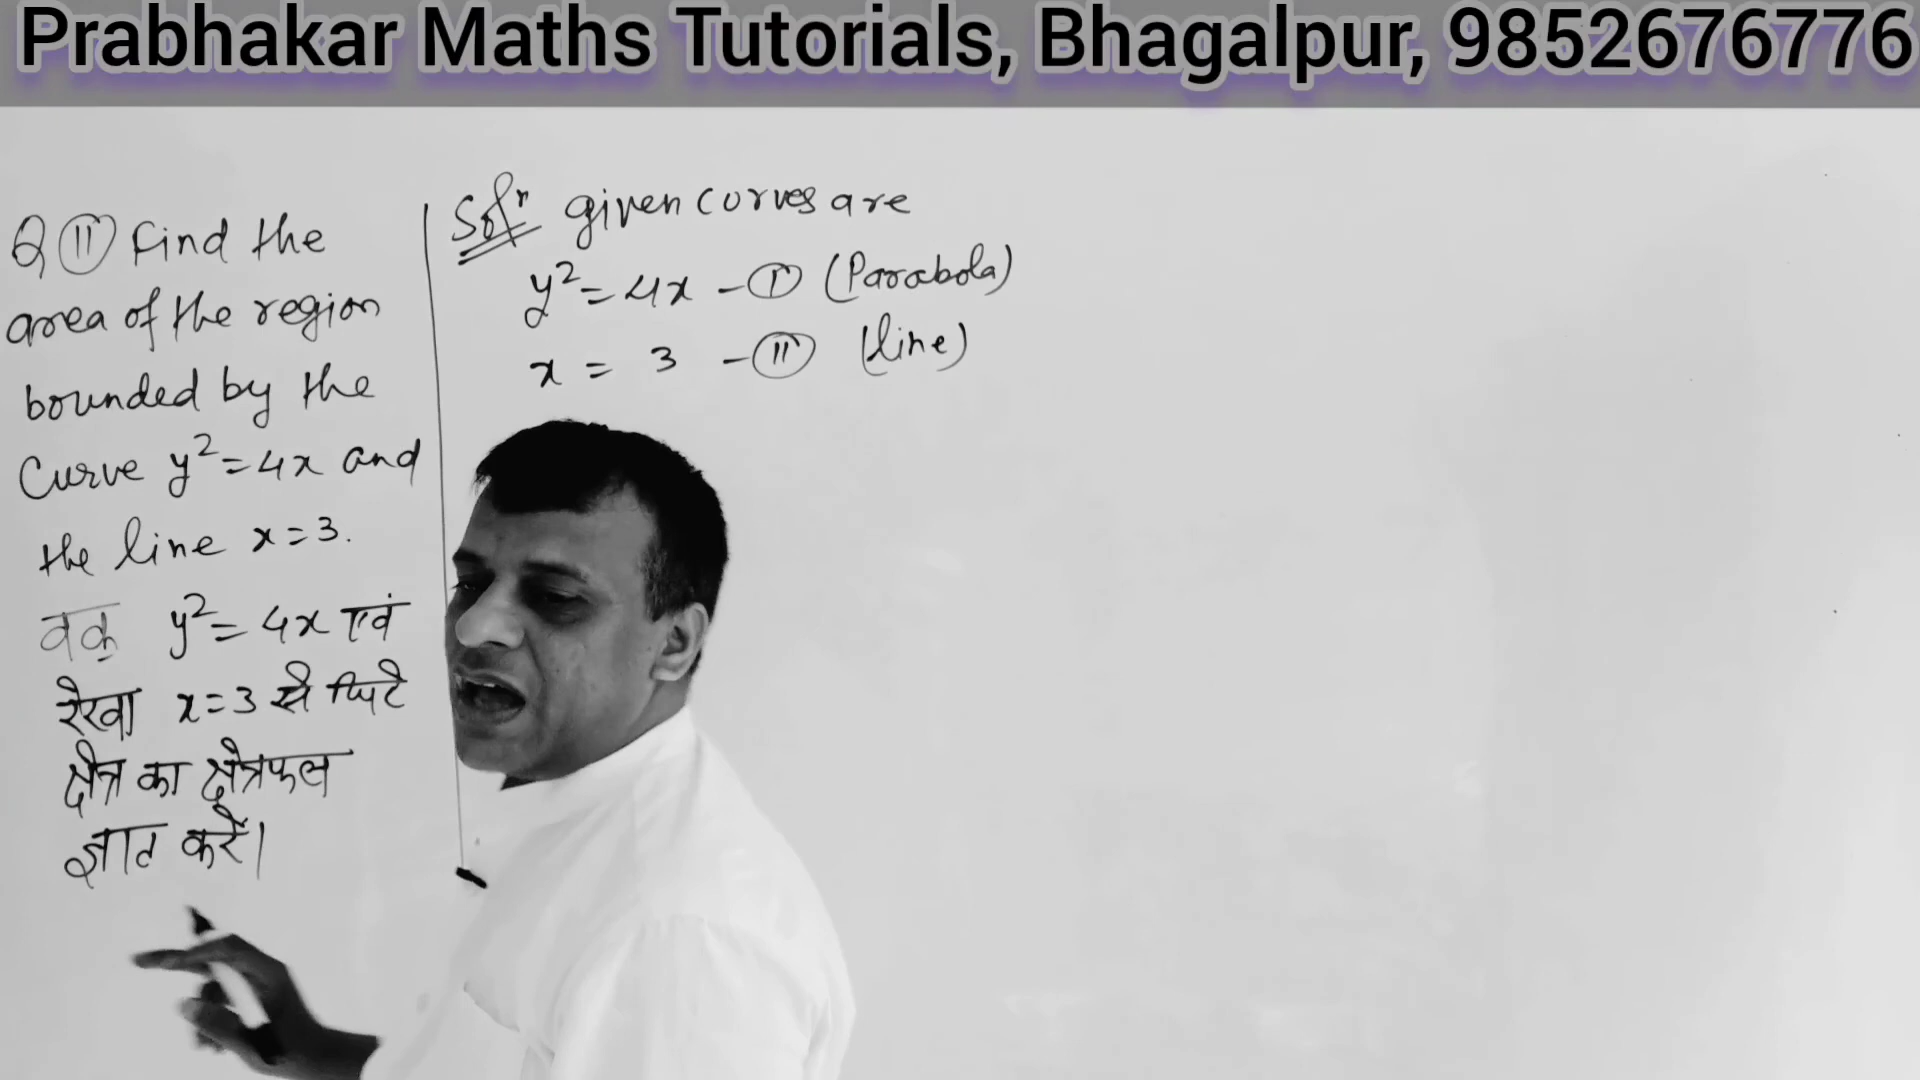 Prabhakar Maths Tutorials, Bhagalpur, 9852676776
Q (11) Find the
area of the region
bounded by the
Curve y²=4x and
the line x=3.
वक्र y²=4x एवं
रेखा x=3 से घिरे
क्षेत्र का क्षेत्रफल
ज्ञात करें।
Solⁿ given curves are
y²=4x - (I) (Parabola)
x = 3 - (II) (line)